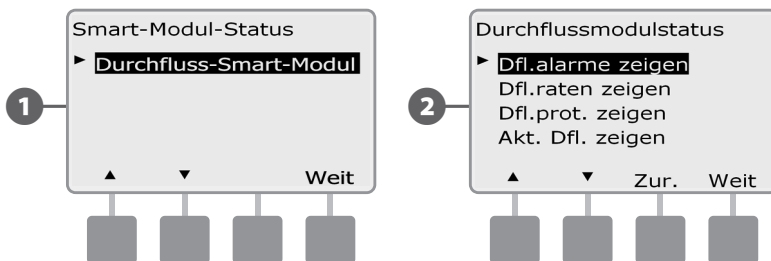 1
Smart-Modul-Status
► Durchfluss-Smart-Modul
▲ ▼ Weit
2
Durchflussmodulstatus
► Dfl.alarme zeigen
Dfl.raten zeigen
Dfl.prot. zeigen
Akt. Dfl. zeigen
▲ ▼ Zur. Weit